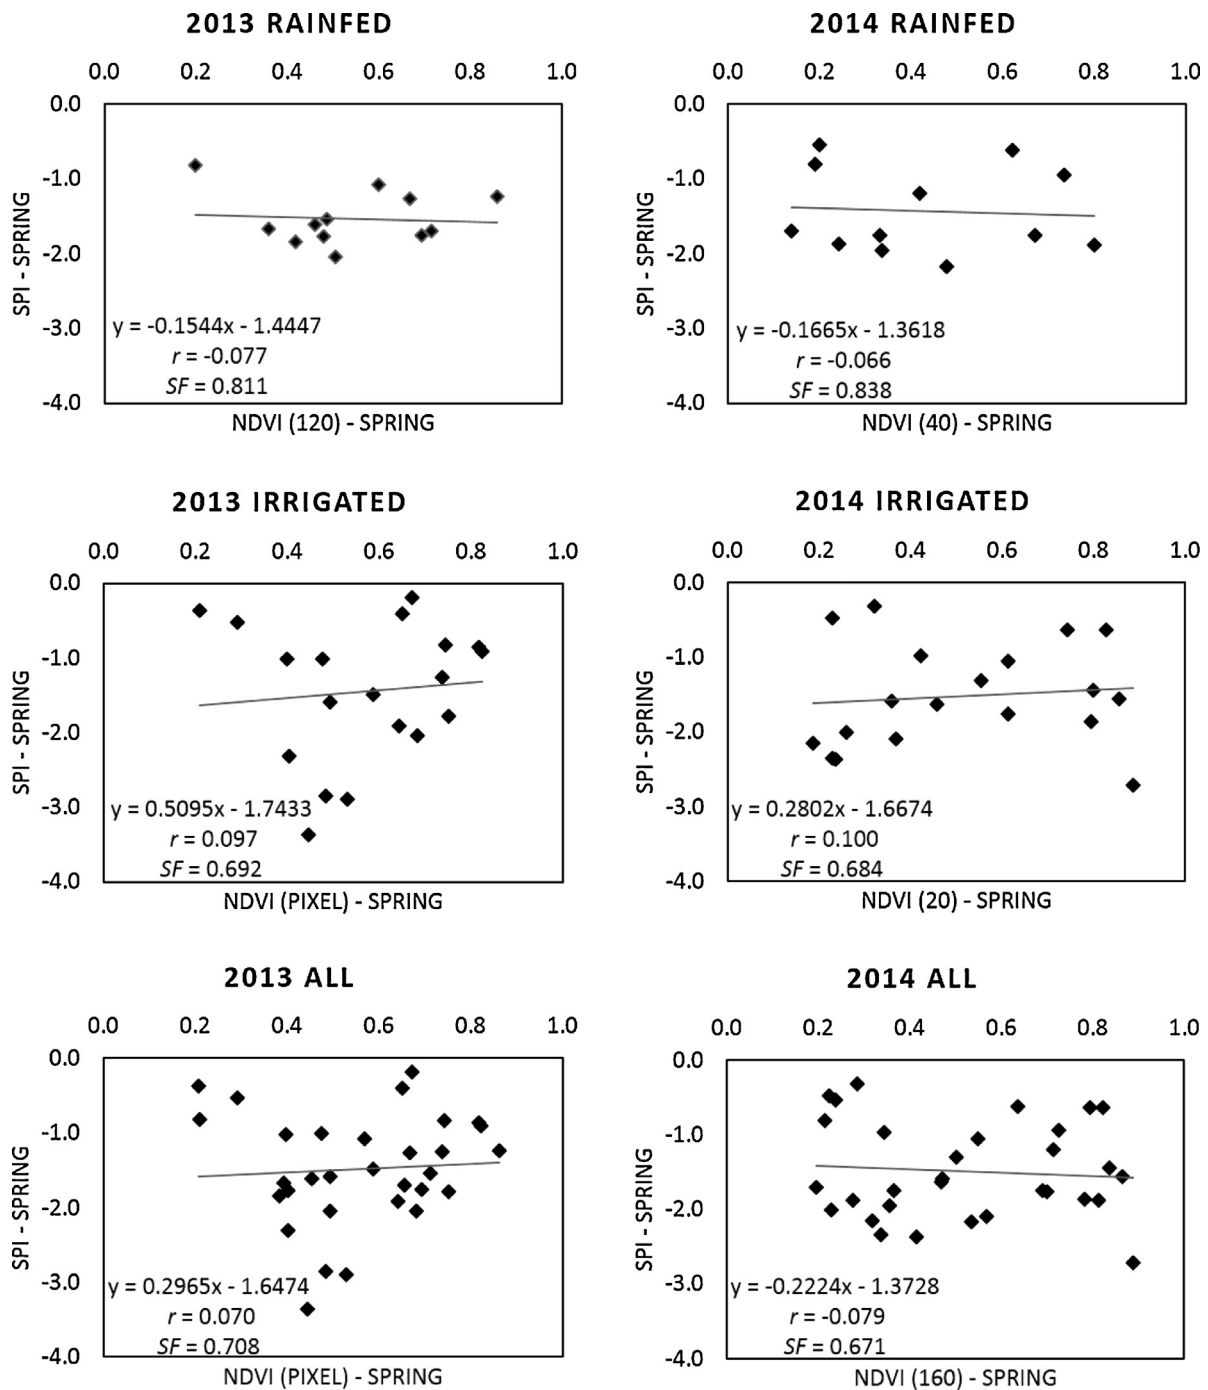 2013 RAINFED
0.0 0.2 0.4 0.6 0.8 1.0
0.0
-1.0
-2.0
-3.0
-4.0
SPI - SPRING
y = -0.1544x - 1.4447
r = -0.077
SF = 0.811
NDVI (120) - SPRING
2014 RAINFED
0.0 0.2 0.4 0.6 0.8 1.0
0.0
-1.0
-2.0
-3.0
-4.0
SPI - SPRING
y = -0.1665x - 1.3618
r = -0.066
SF = 0.838
NDVI (40) - SPRING
2013 IRRIGATED
0.0 0.2 0.4 0.6 0.8 1.0
0.0
-1.0
-2.0
-3.0
-4.0
SPI - SPRING
y = 0.5095x - 1.7433
r = 0.097
SF = 0.692
NDVI (PIXEL) - SPRING
2014 IRRIGATED
0.0 0.2 0.4 0.6 0.8 1.0
0.0
-1.0
-2.0
-3.0
-4.0
SPI - SPRING
y = 0.2802x - 1.6674
r = 0.100
SF = 0.684
NDVI (20) - SPRING
2013 ALL
0.0 0.2 0.4 0.6 0.8 1.0
0.0
-1.0
-2.0
-3.0
-4.0
SPI - SPRING
y = 0.2965x - 1.6474
r = 0.070
SF = 0.708
NDVI (PIXEL) - SPRING
2014 ALL
0.0 0.2 0.4 0.6 0.8 1.0
0.0
-1.0
-2.0
-3.0
-4.0
SPI - SPRING
y = -0.2224x - 1.3728
r = -0.079
SF = 0.671
NDVI (160) - SPRING